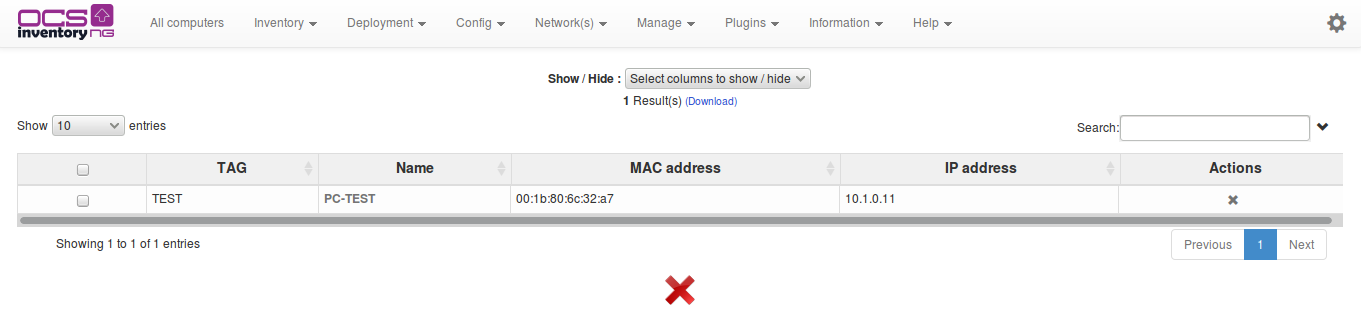 OCS inventory NG All computers Inventory Deployment Config Network(s) Manage Plugins Information Help
Show / Hide : Select columns to show / hide
1 Result(s) (Download)
Show 10 entries Search:
TAG Name MAC address IP address Actions
TEST PC-TEST 00:1b:80:6c:32:a7 10.1.0.11
Showing 1 to 1 of 1 entries Previous 1 Next